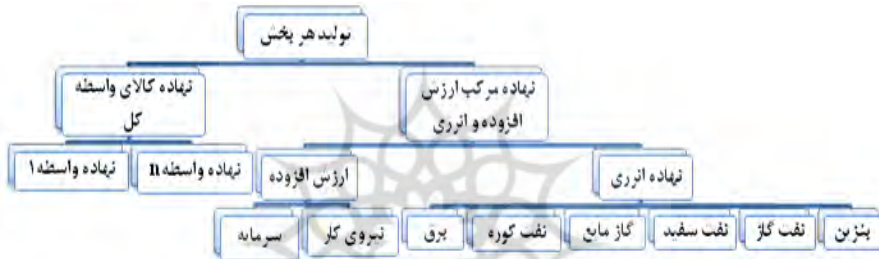 تولید هر بخش
نهاده مرکب ارزش
افزوده و انرژی
نهاده کالای واسطه
کل
نهاده انرژی
ارزش افزوده
نهاده واسطه n
نهاده واسطه ۱
بنزین
نفت گاز
نفت سفید
گاز مایع
نفت کوره
برق
نیروی کار
سرمایه